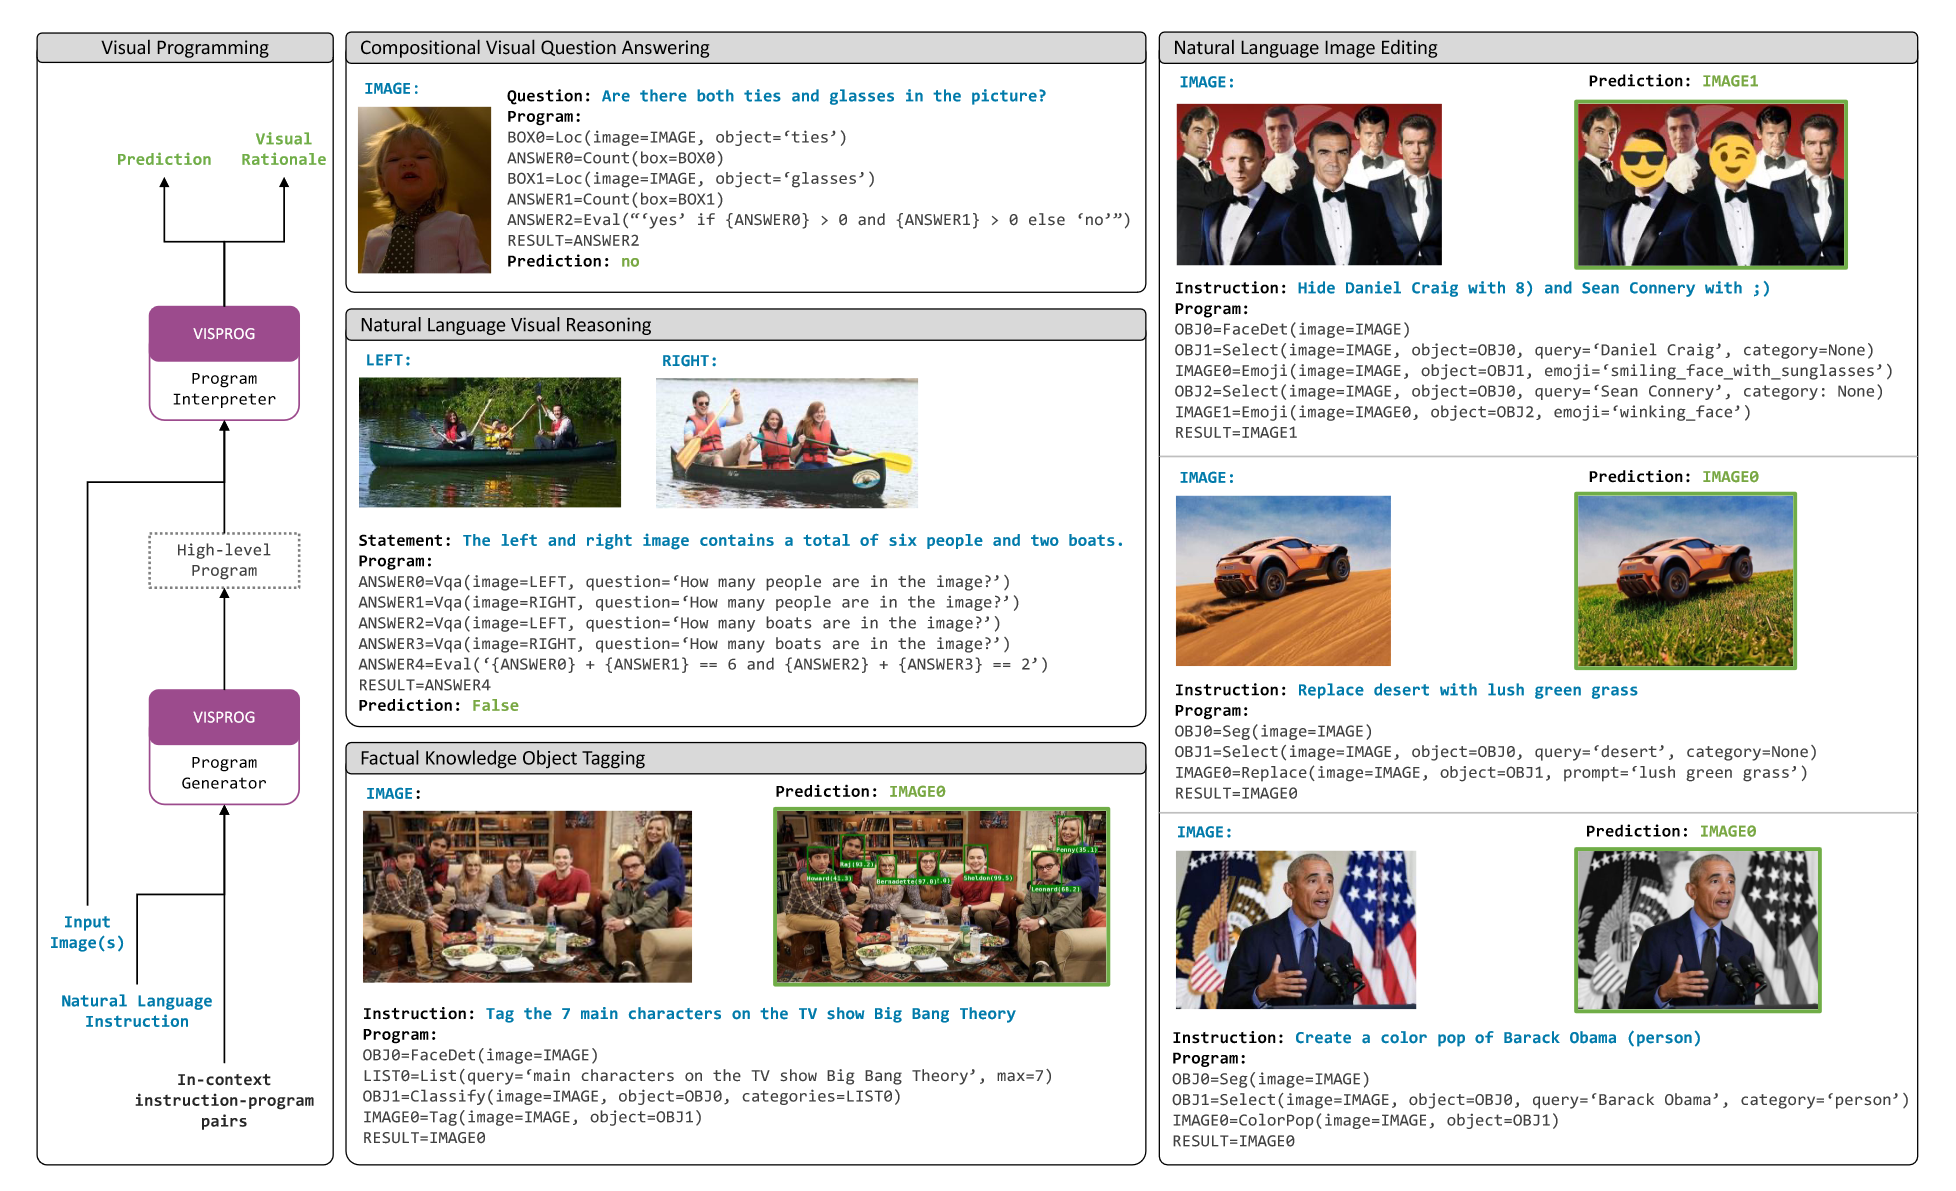 Visual Programming
Prediction
Visual
Rationale
VISPROG
Program
Interpreter
High-level
Program
VISPROG
Program
Generator
Input
Image(s)
Natural Language
Instruction
In-context
instruction-program
pairs
Compositional Visual Question Answering
IMAGE:
Question: Are there both ties and glasses in the picture?
Program:
BOX0=Loc(image=IMAGE, object=‘ties’)
ANSWER0=Count(box=BOX0)
BOX1=Loc(image=IMAGE, object=‘glasses’)
ANSWER1=Count(box=BOX1)
ANSWER2=Eval(“‘yes’ if {ANSWER0} > 0 and {ANSWER1} > 0 else ‘no’”)
RESULT=ANSWER2
Prediction: no
Natural Language Visual Reasoning
LEFT:
RIGHT:
Statement: The left and right image contains a total of six people and two boats.
Program:
ANSWER0=Vqa(image=LEFT, question=‘How many people are in the image?’)
ANSWER1=Vqa(image=RIGHT, question=‘How many people are in the image?’)
ANSWER2=Vqa(image=LEFT, question=‘How many boats are in the image?’)
ANSWER3=Vqa(image=RIGHT, question=‘How many boats are in the image?’)
ANSWER4=Eval(‘{ANSWER0} + {ANSWER1} == 6 and {ANSWER2} + {ANSWER3} == 2’)
RESULT=ANSWER4
Prediction: False
Factual Knowledge Object Tagging
IMAGE:
Prediction: IMAGE0
Penny(35.1)
Raj(93.2)
Howard(41.3)
Bernadette(97.0)
Sheldon(99.5)
Leonard(68.2)
Instruction: Tag the 7 main characters on the TV show Big Bang Theory
Program:
OBJ0=FaceDet(image=IMAGE)
LIST0=List(query=‘main characters on the TV show Big Bang Theory’, max=7)
OBJ1=Classify(image=IMAGE, object=OBJ0, categories=LIST0)
IMAGE0=Tag(image=IMAGE, object=OBJ1)
RESULT=IMAGE0
Natural Language Image Editing
IMAGE:
Prediction: IMAGE1
Instruction: Hide Daniel Craig with 8) and Sean Connery with ;)
Program:
OBJ0=FaceDet(image=IMAGE)
OBJ1=Select(image=IMAGE, object=OBJ0, query=‘Daniel Craig’, category=None)
IMAGE0=Emoji(image=IMAGE, object=OBJ1, emoji=‘smiling_face_with_sunglasses’)
OBJ2=Select(image=IMAGE, object=OBJ0, query=‘Sean Connery’, category: None)
IMAGE1=Emoji(image=IMAGE0, object=OBJ2, emoji=‘winking_face’)
RESULT=IMAGE1
IMAGE:
Prediction: IMAGE0
Instruction: Replace desert with lush green grass
Program:
OBJ0=Seg(image=IMAGE)
OBJ1=Select(image=IMAGE, object=OBJ0, query=‘desert’, category=None)
IMAGE0=Replace(image=IMAGE, object=OBJ1, prompt=‘lush green grass’)
RESULT=IMAGE0
IMAGE:
Prediction: IMAGE0
Instruction: Create a color pop of Barack Obama (person)
Program:
OBJ0=Seg(image=IMAGE)
OBJ1=Select(image=IMAGE, object=OBJ0, query=‘Barack Obama’, category=‘person’)
IMAGE0=ColorPop(image=IMAGE, object=OBJ1)
RESULT=IMAGE0